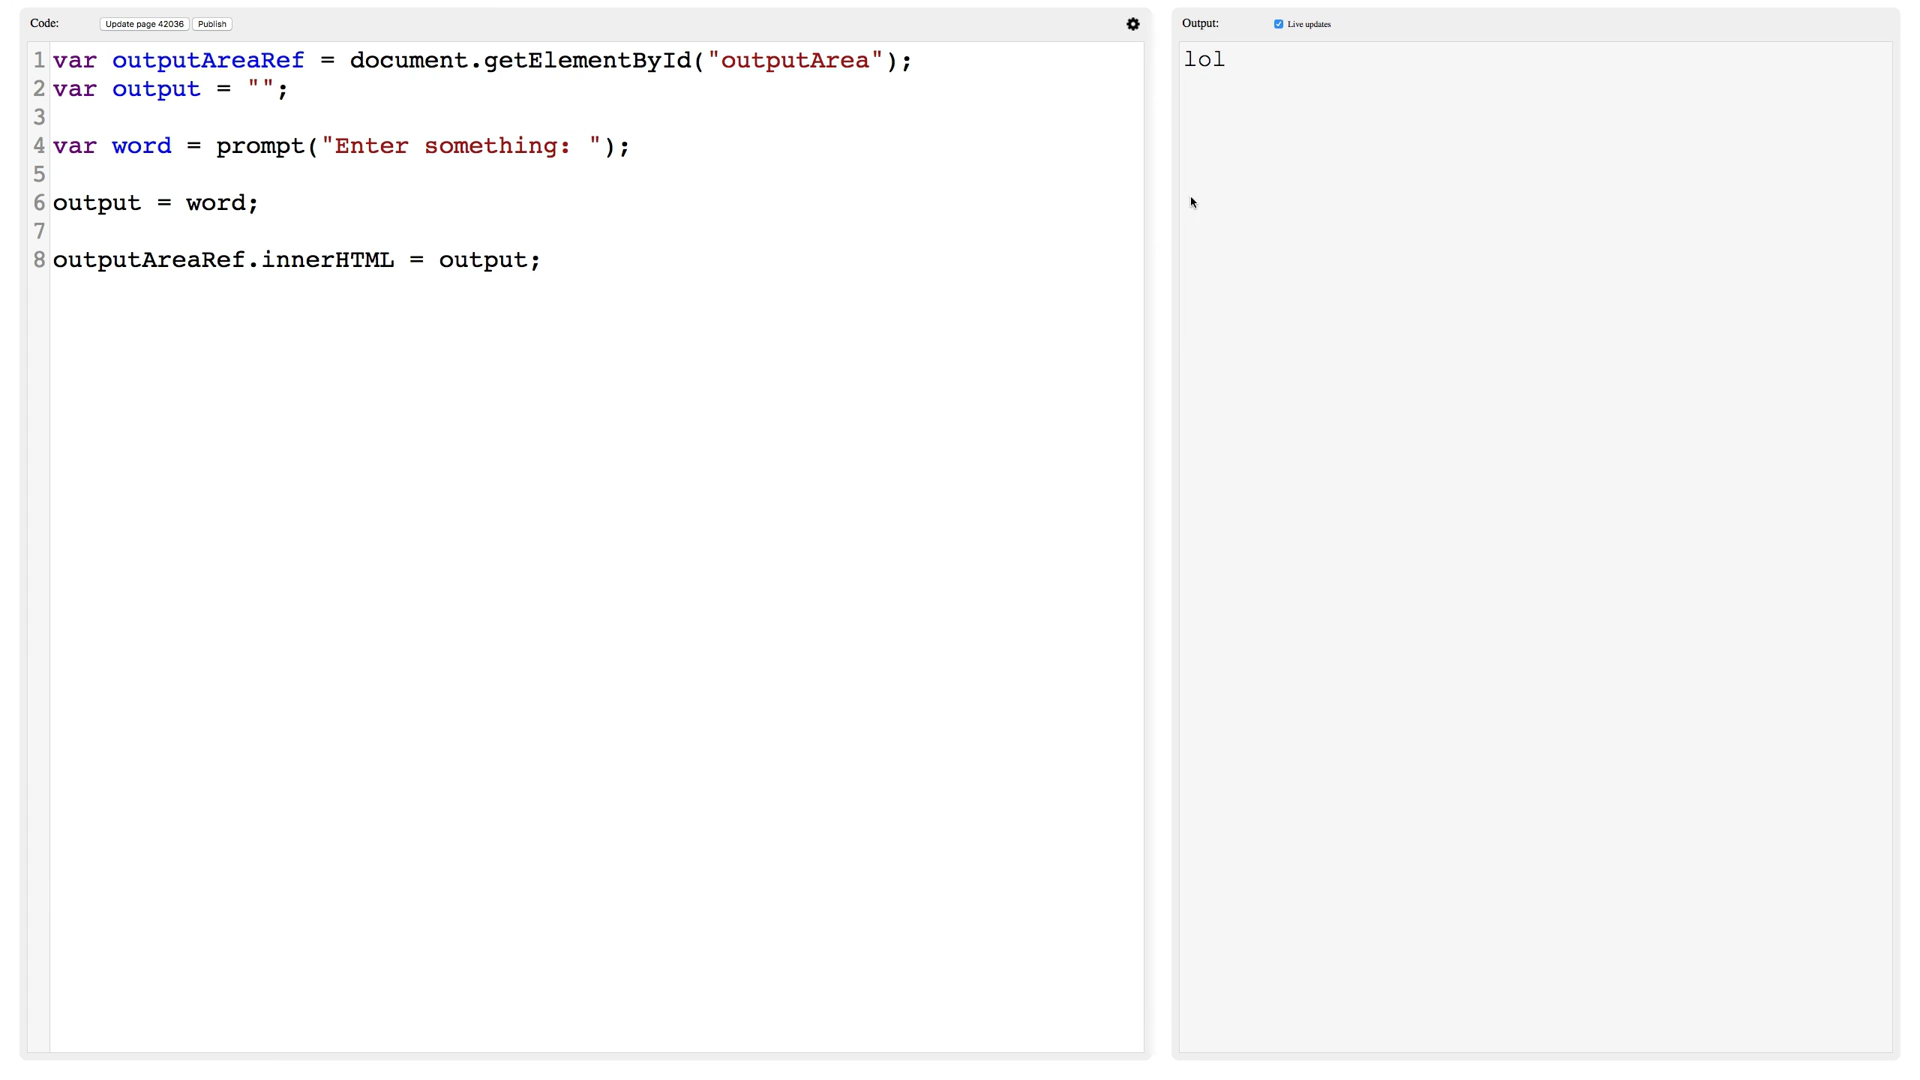 Code: Update page 42036 Publish
1 var outputAreaRef = document.getElementById("outputArea");
2 var output = "";
3
4 var word = prompt("Enter something: ");
5
6 output = word;
7
8 outputAreaRef.innerHTML = output;
Output: Live updates
lol